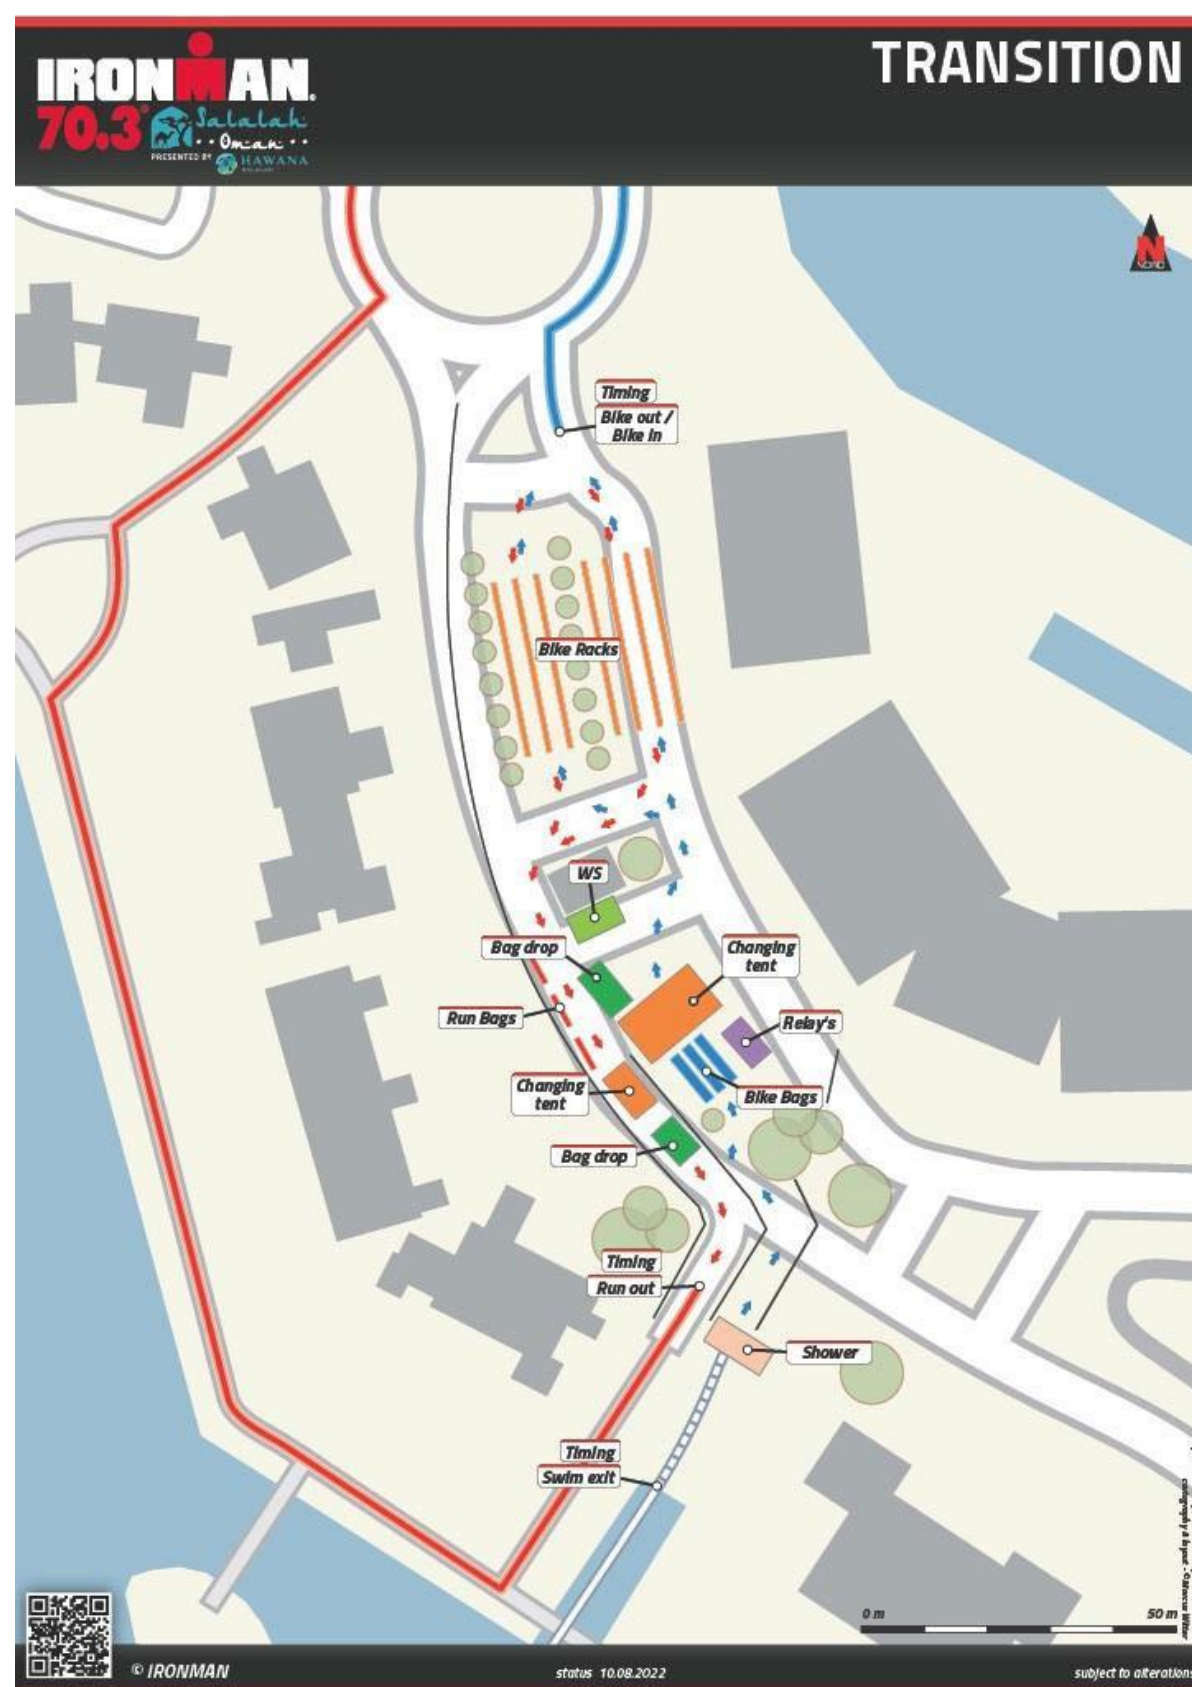 TRANSITION
IRONMAN.
70.3®
Salalah
Oman
PRESENTED BY
HAWANA
SALALAH
N
Timing
Bike out /
Bike in
Bike Racks
WS
Bag drop
Changing
tent
Run Bags
Relay's
Changing
tent
Bike Bags
Bag drop
Timing
Run out
Shower
Timing
Swim exit
0 m
50 m
© IRONMAN
status 10.08.2022
subject to alterations